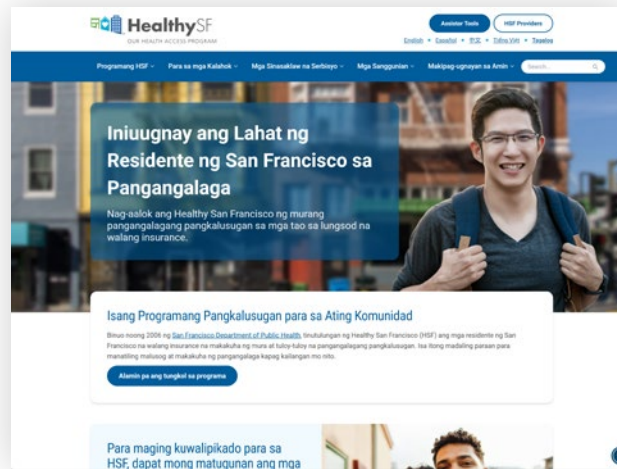 HealthySF
OUR HEALTH ACCESS PROGRAM
Assister Tools
HSF Providers
English • Español • 中文 • Tiếng Việt • Tagalog
Programang HSF
Para sa mga Kalahok
Mga Sinasaklaw na Serbisyo
Mga Sanggunian
Makipag-ugnayan sa Amin
Search...
Iniuugnay ang Lahat ng
Residente ng San Francisco sa
Pangangalaga
Nag-aalok ang Healthy San Francisco ng murang
pangangalagang pangkalusugan sa mga tao sa lungsod na
walang insurance.
Isang Programang Pangkalusugan para sa Ating Komunidad
Binuo noong 2006 ng San Francisco Department of Public Health, tinutulungan ng Healthy San Francisco (HSF) ang mga residente ng San
Francisco na walang insurance na makakuha ng mura at tuloy-tuloy na pangangalagang pangkalusugan. Isa itong madaling paraan para
manatiling malusog at makakuha ng pangangalaga kapag kailangan mo nito.
Alamin pa ang tungkol sa programa
Para maging kuwalipikado para sa
HSF, dapat mong matugunan ang mga